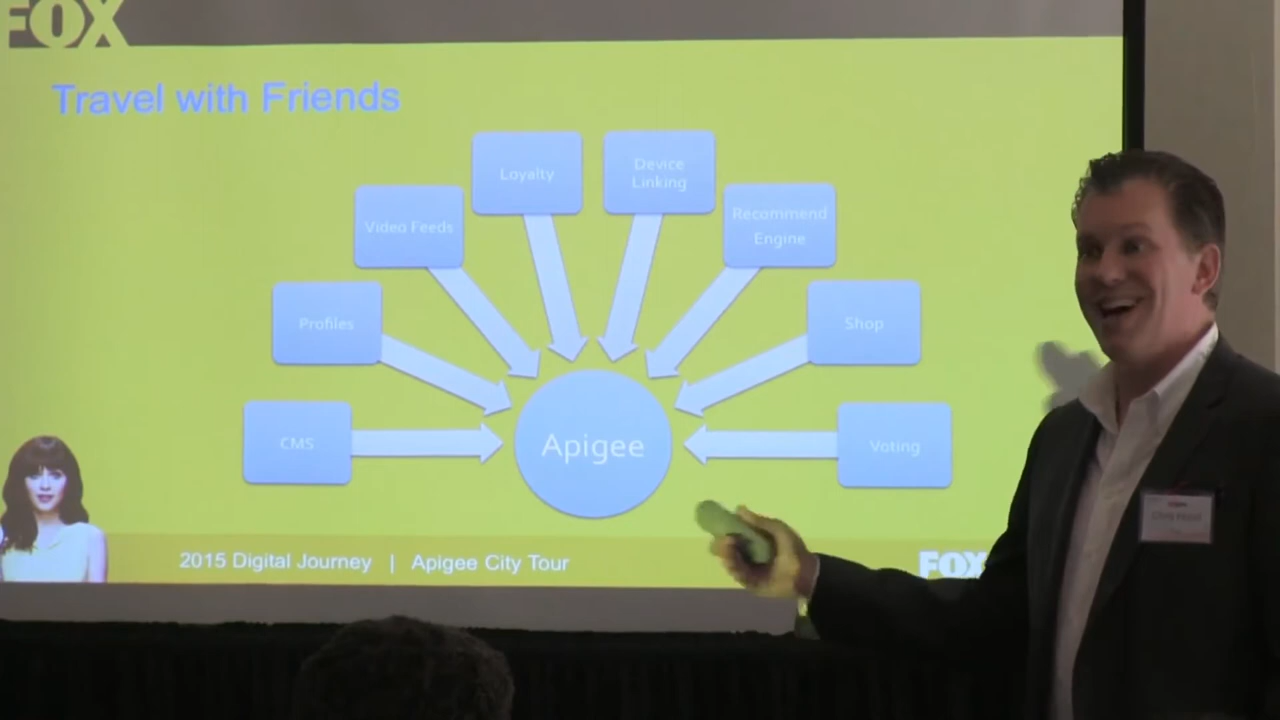 FOX
Travel with Friends
Loyalty
Device
Linking
Video Feeds
Recommend
Engine
Profiles
Shop
CMS
Apigee
Voting
2015 Digital Journey | Apigee City Tour
FOX